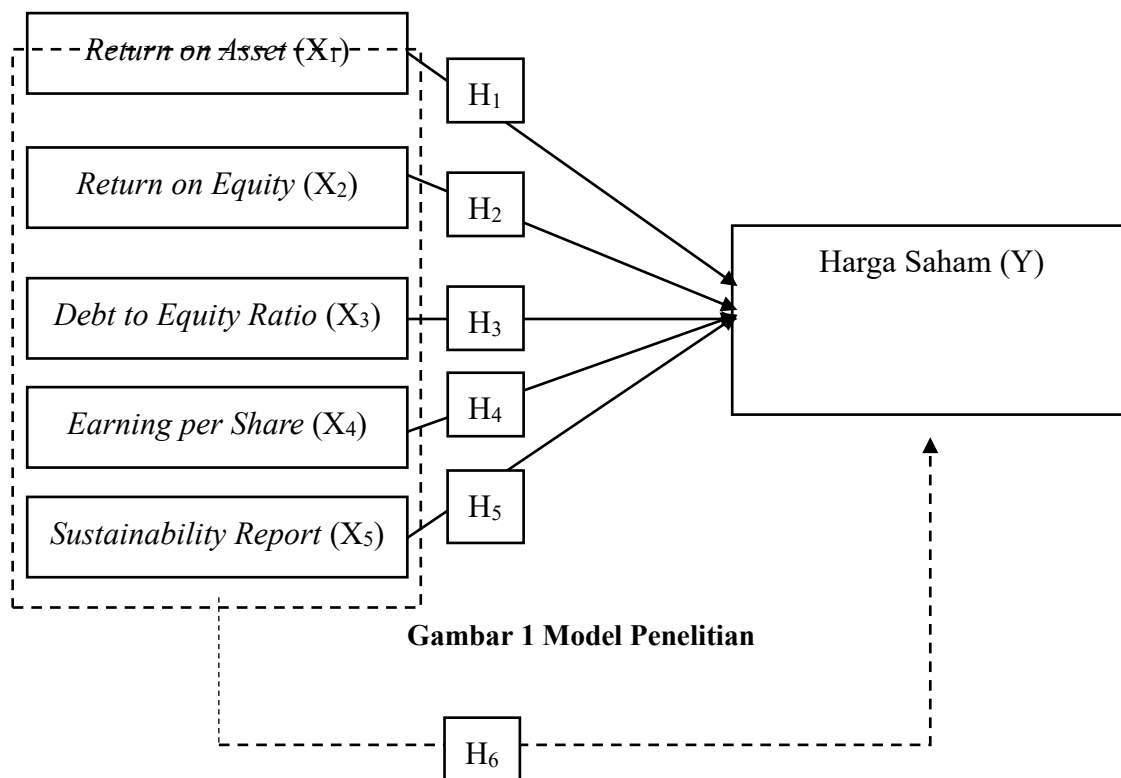 Return on Asset (X₁)
H₁
Return on Equity (X₂)
H₂
Harga Saham (Y)
Debt to Equity Ratio (X₃)
H₃
Earning per Share (X₄)
H₄
Sustainability Report (X₅)
H₅
Gambar 1 Model Penelitian
H₆